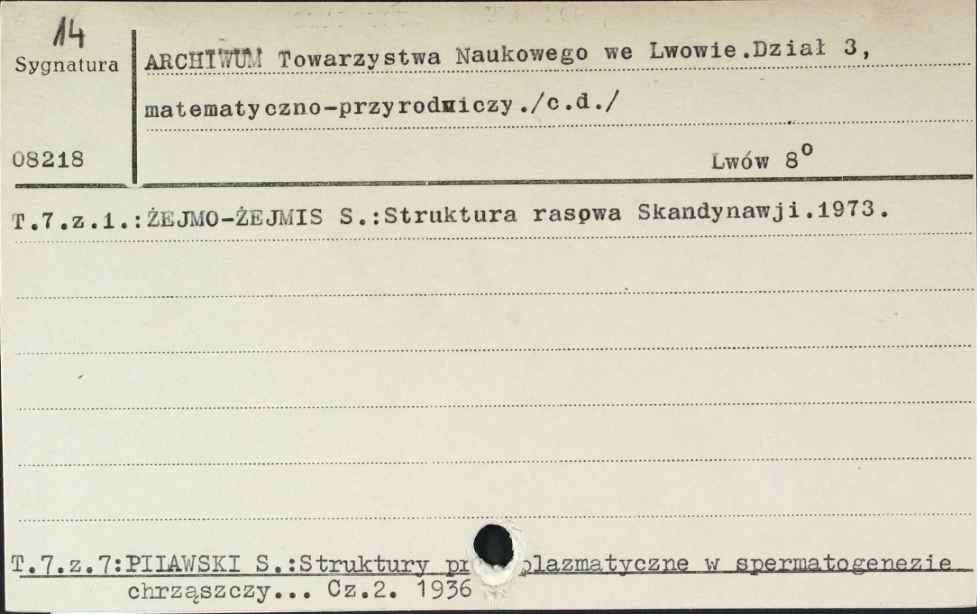 14
Sygnatura
ARCHIWUM Towarzystwa Naukowego we Lwowie.Dział 3,
matematyczno-przyrodniczy./c.d./
08218
Lwów 8⁰
T.7.z.1.:ŻEJMO-ŻEJMIS S.:Struktura rasowa Skandynawji.1973.
T.7.z.7:PIIAWSKI S.:Struktury pr plazmatyczne w spermatogenezie
chrząszczy... Cz.2. 1936